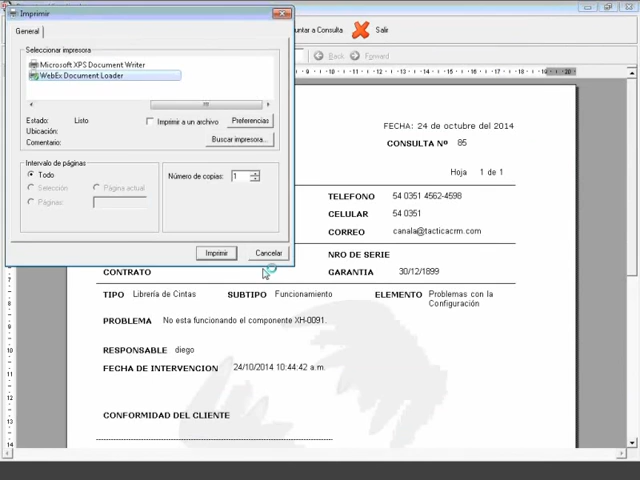 Imprimir
General
Seleccionar impresora
Microsoft XPS Document Writer
WebEx Document Loader
Estado: Listo
Ubicación:
Comentario:
Imprimir a un archivo
Preferencias
Buscar impresora...
Intervalo de páginas
Todo
Selección
Página actual
Páginas:
Número de copias: 1
Imprimir
Cancelar
untar a Consulta
Salir
Back
Forward
FECHA: 24 de octubre del 2014
CONSULTA Nº 85
Hoja 1 de 1
TELEFONO 54 0351 4562-4598
CELULAR 54 0351
CORREO canala@tacticacrm.com
NRO DE SERIE
CONTRATO
GARANTIA 30/12/1899
TIPO Librería de Cintas SUBTIPO Funcionamiento ELEMENTO Problemas con la
Configuración
PROBLEMA No esta funcionando el componente XH-0091.
RESPONSABLE diego
FECHA DE INTERVENCION 24/10/2014 10:44:42 a.m.
CONFORMIDAD DEL CLIENTE